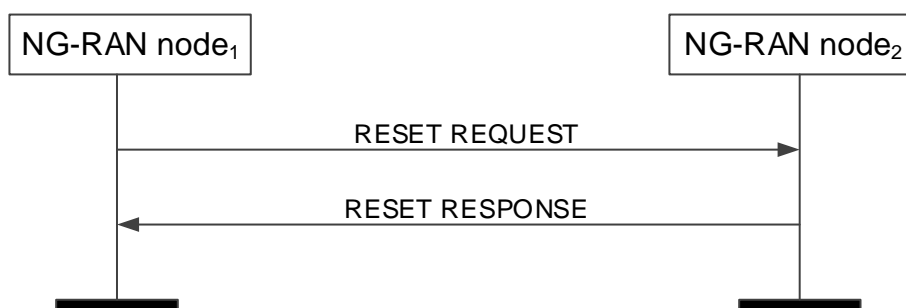 NG-RAN node₁
NG-RAN node₂
RESET REQUEST
RESET RESPONSE